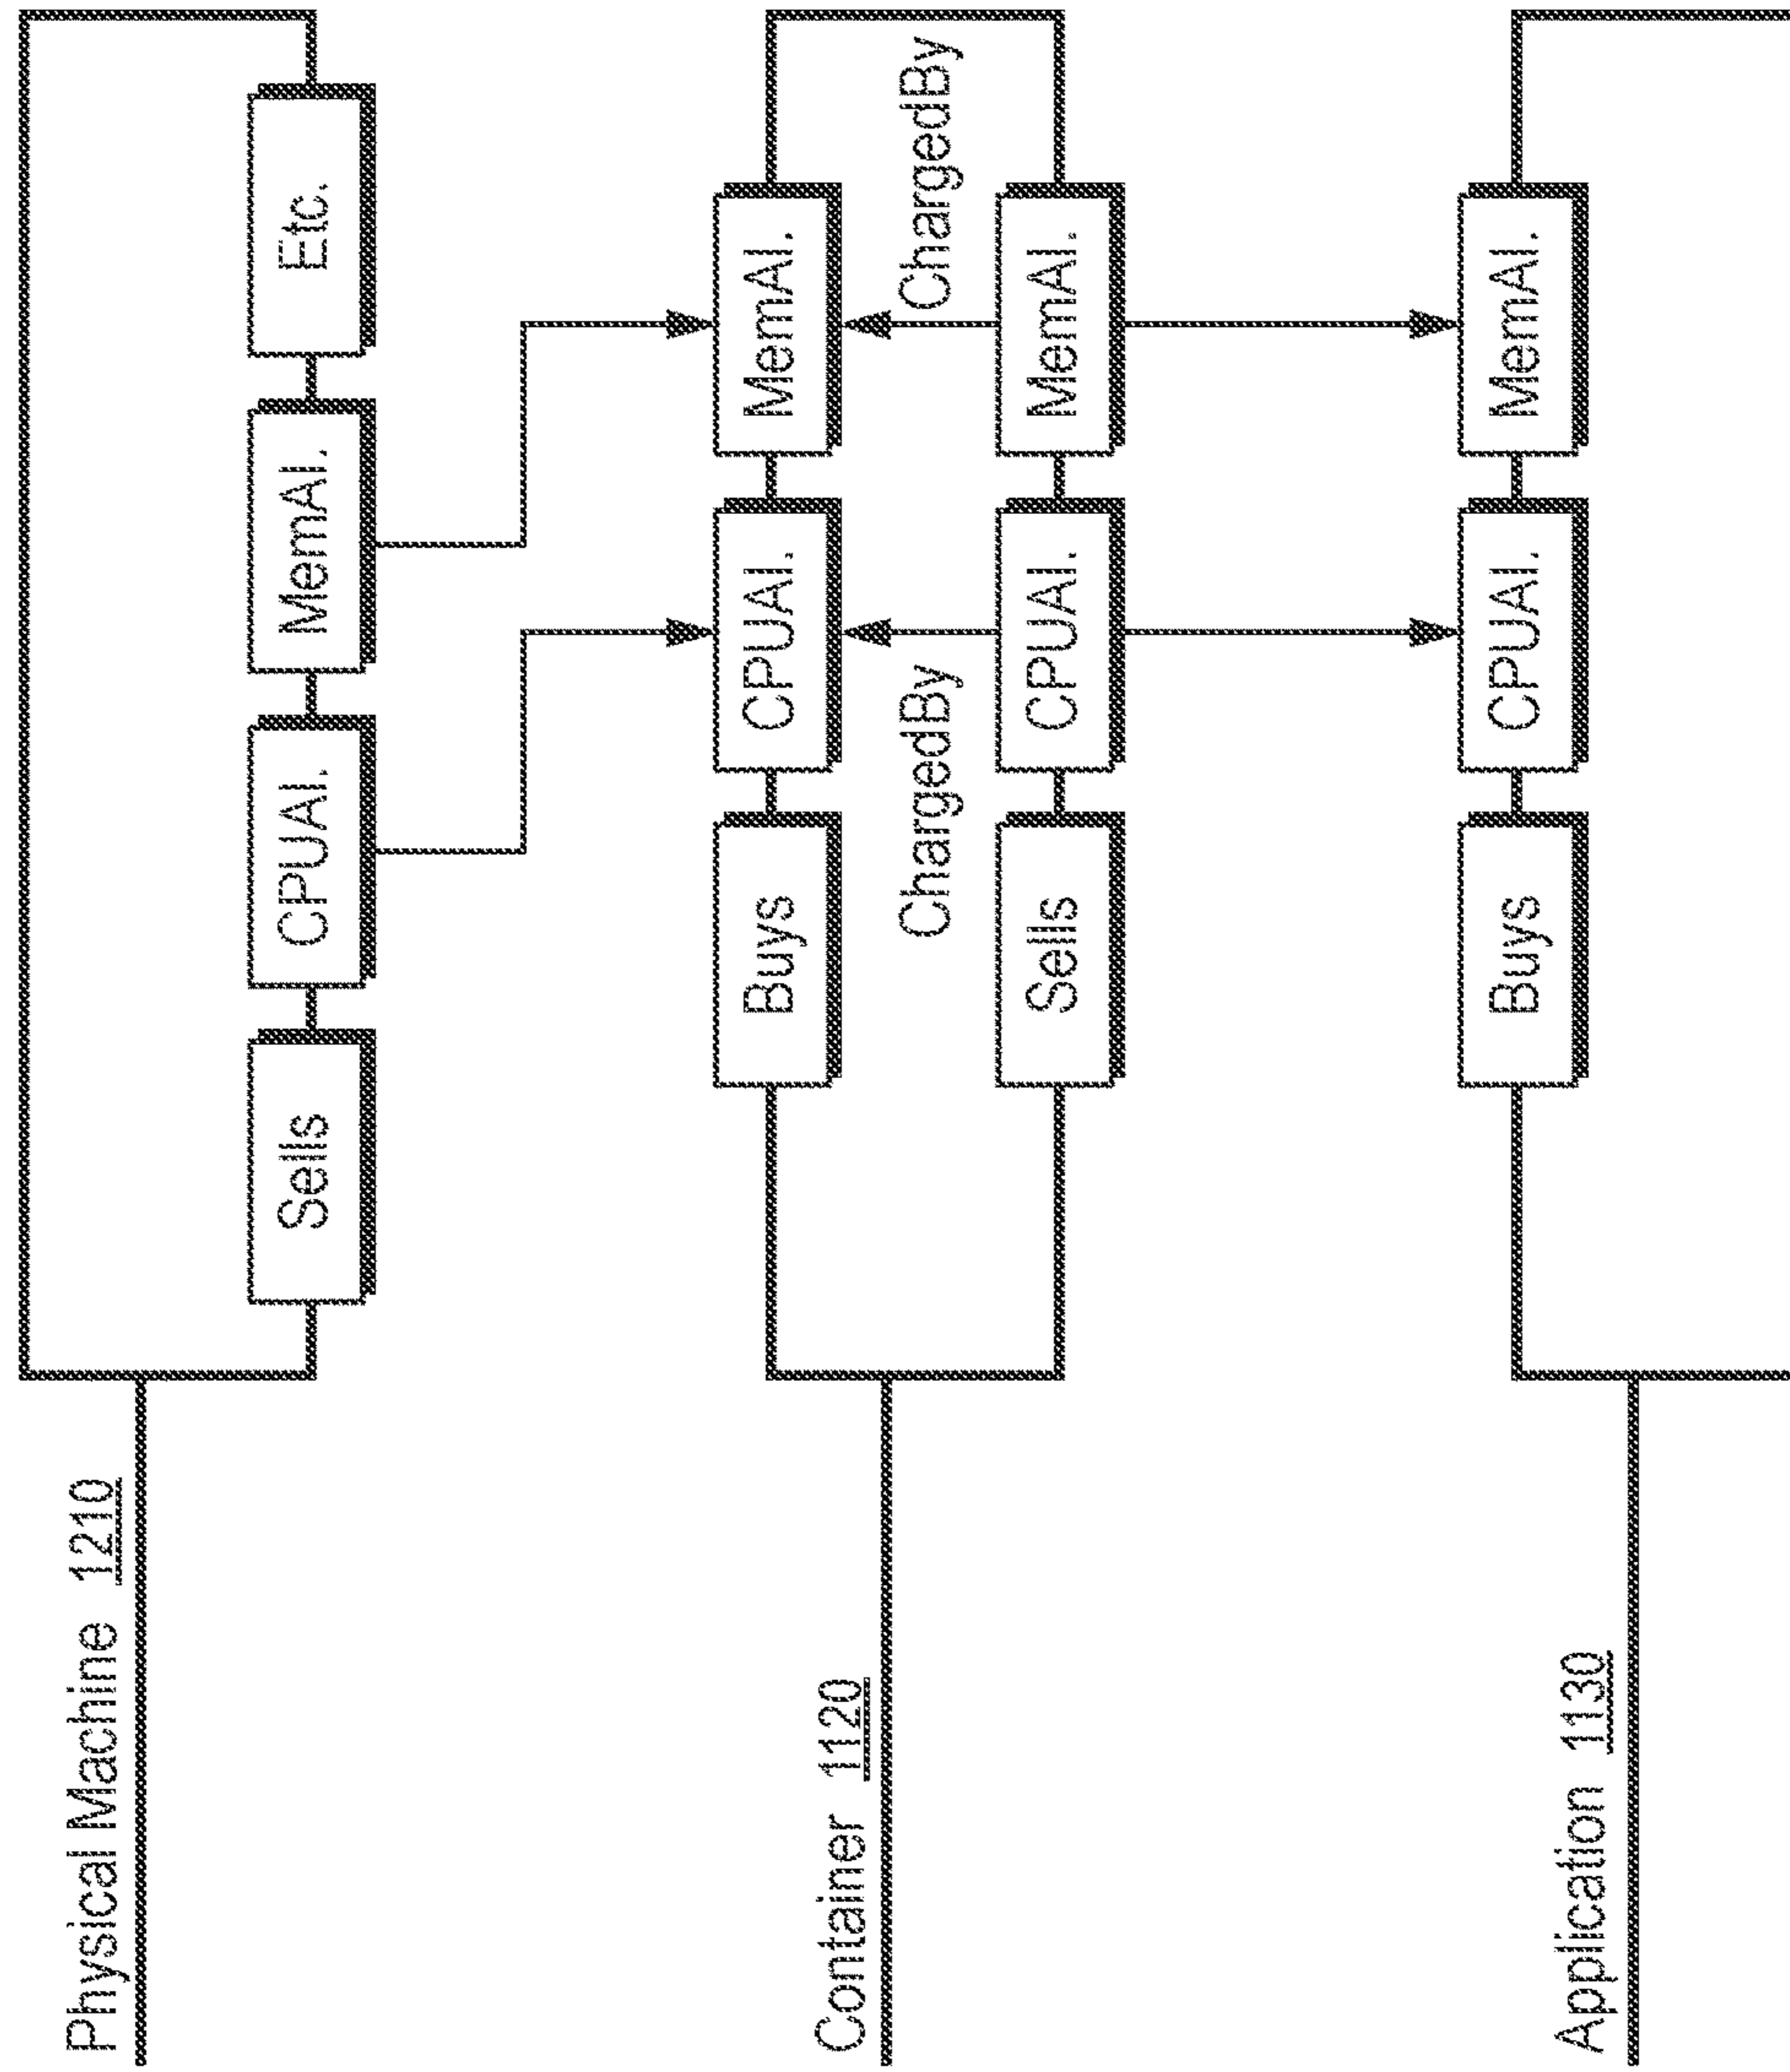 Physical Machine 1210
Sells CPUAl. MemAl. Etc.
Container 1120
Buys CPUAl. MemAl.
ChargedBy ChargedBy
Sells CPUAl. MemAl.
Application 1130
Buys CPUAl. MemAl.